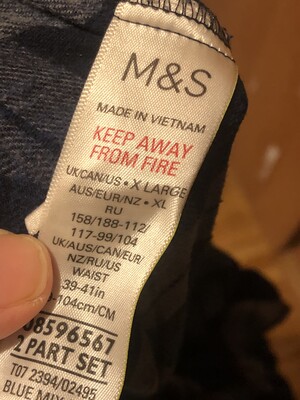 M&S
MADE IN VIETNAM
KEEP AWAY
FROM FIRE
UK/CAN/US • X LARGE
AUS/EUR/NZ • XL
RU
158/188-112/
117-99/104
UK/AUS/CAN/EUR/
NZ/RU/US
WAIST
39-41in
-104cm/CM
08596567
2 PART SET
T07 2394/02495
BLUE MIX